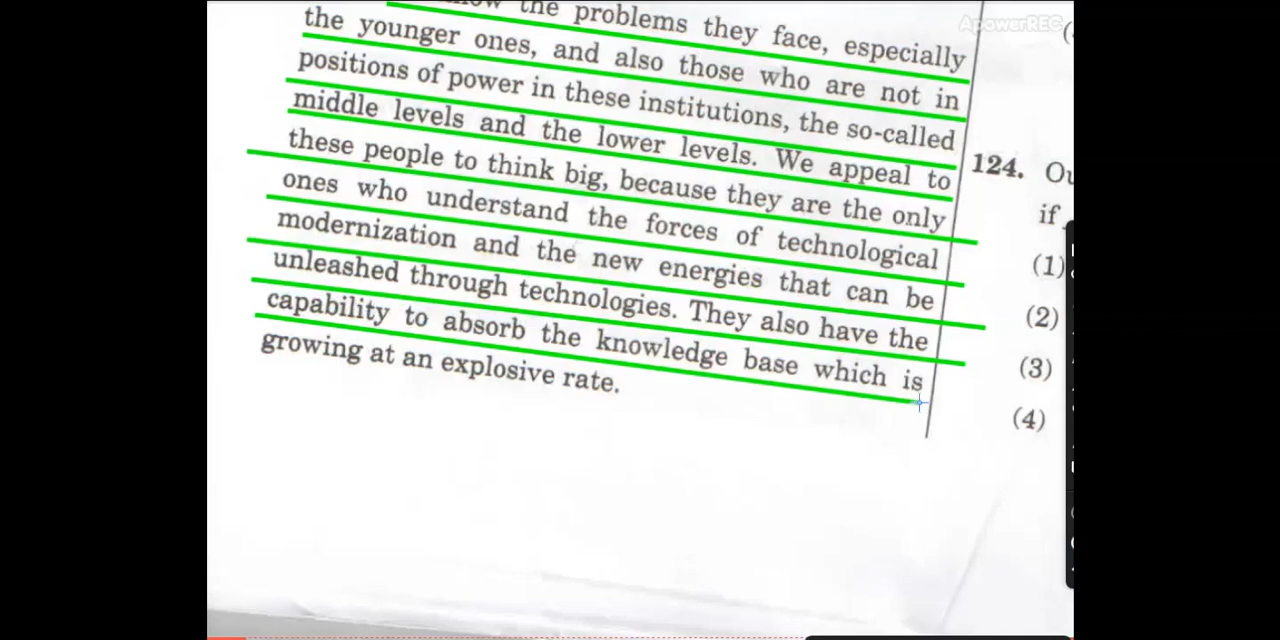 the problems they face, especially
the younger ones, and also those who are not in
positions of power in these institutions, the so-called
middle levels and the lower levels. We appeal to
these people to think big, because they are the only
ones who understand the forces of technological
modernization and the new energies that can be
unleashed through technologies. They also have the
capability to absorb the knowledge base which is
growing at an explosive rate.
124.
if
(1)
(2)
(3)
(4)
ApowerREC